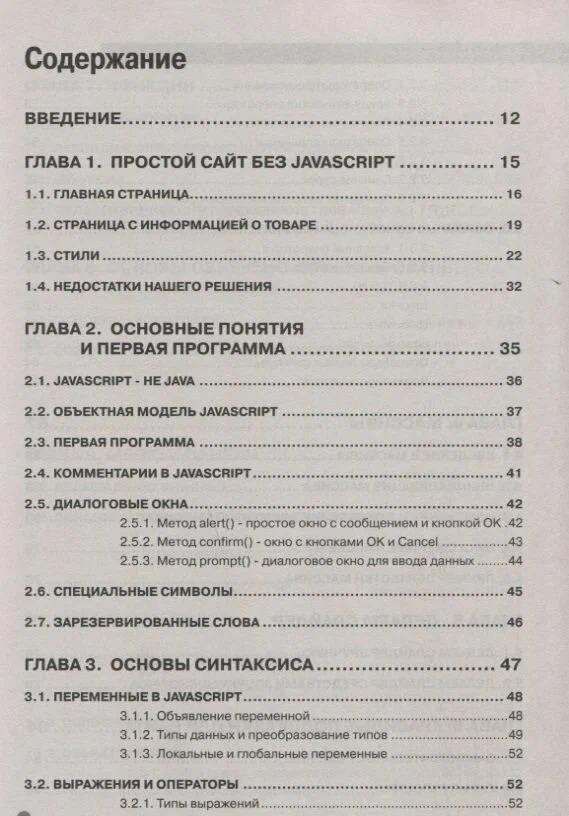 Содержание
ВВЕДЕНИЕ....................................................................12
ГЛАВА 1. ПРОСТОЙ САЙТ БЕЗ JAVASCRIPT ....................15
1.1. ГЛАВНАЯ СТРАНИЦА....................................................16
1.2. СТРАНИЦА С ИНФОРМАЦИЕЙ О ТОВАРЕ ........................19
1.3. СТИЛИ ....................................................................22
1.4. НЕДОСТАТКИ НАШЕГО РЕШЕНИЯ ..................................32
ГЛАВА 2. ОСНОВНЫЕ ПОНЯТИЯ
И ПЕРВАЯ ПРОГРАММА ....................................35
2.1. JAVASCRIPT - НЕ JAVA ................................................36
2.2. ОБЪЕКТНАЯ МОДЕЛЬ JAVASCRIPT ................................37
2.3. ПЕРВАЯ ПРОГРАММА ..................................................38
2.4. КОММЕНТАРИИ В JAVASCRIPT......................................41
2.5. ДИАЛОГОВЫЕ ОКНА ....................................................42
2.5.1. Метод alert() - простое окно с сообщением и кнопкой OK .42
2.5.2. Метод confirm() - окно с кнопками OK и Cancel ..............43
2.5.3. Метод prompt() - диалоговое окно для ввода данных ......44
2.6. СПЕЦИАЛЬНЫЕ СИМВОЛЫ............................................45
2.7. ЗАРЕЗЕРВИРОВАННЫЕ СЛОВА ......................................46
ГЛАВА 3. ОСНОВЫ СИНТАКСИСА ................................47
3.1. ПЕРЕМЕННЫЕ В JAVASCRIPT........................................48
3.1.1. Объявление переменной ........................................48
3.1.2. Типы данных и преобразование типов ......................49
3.1.3. Локальные и глобальные переменные ......................52
3.2. ВЫРАЖЕНИЯ И ОПЕРАТОРЫ ........................................52
3.2.1. Типы выражений..................................................52